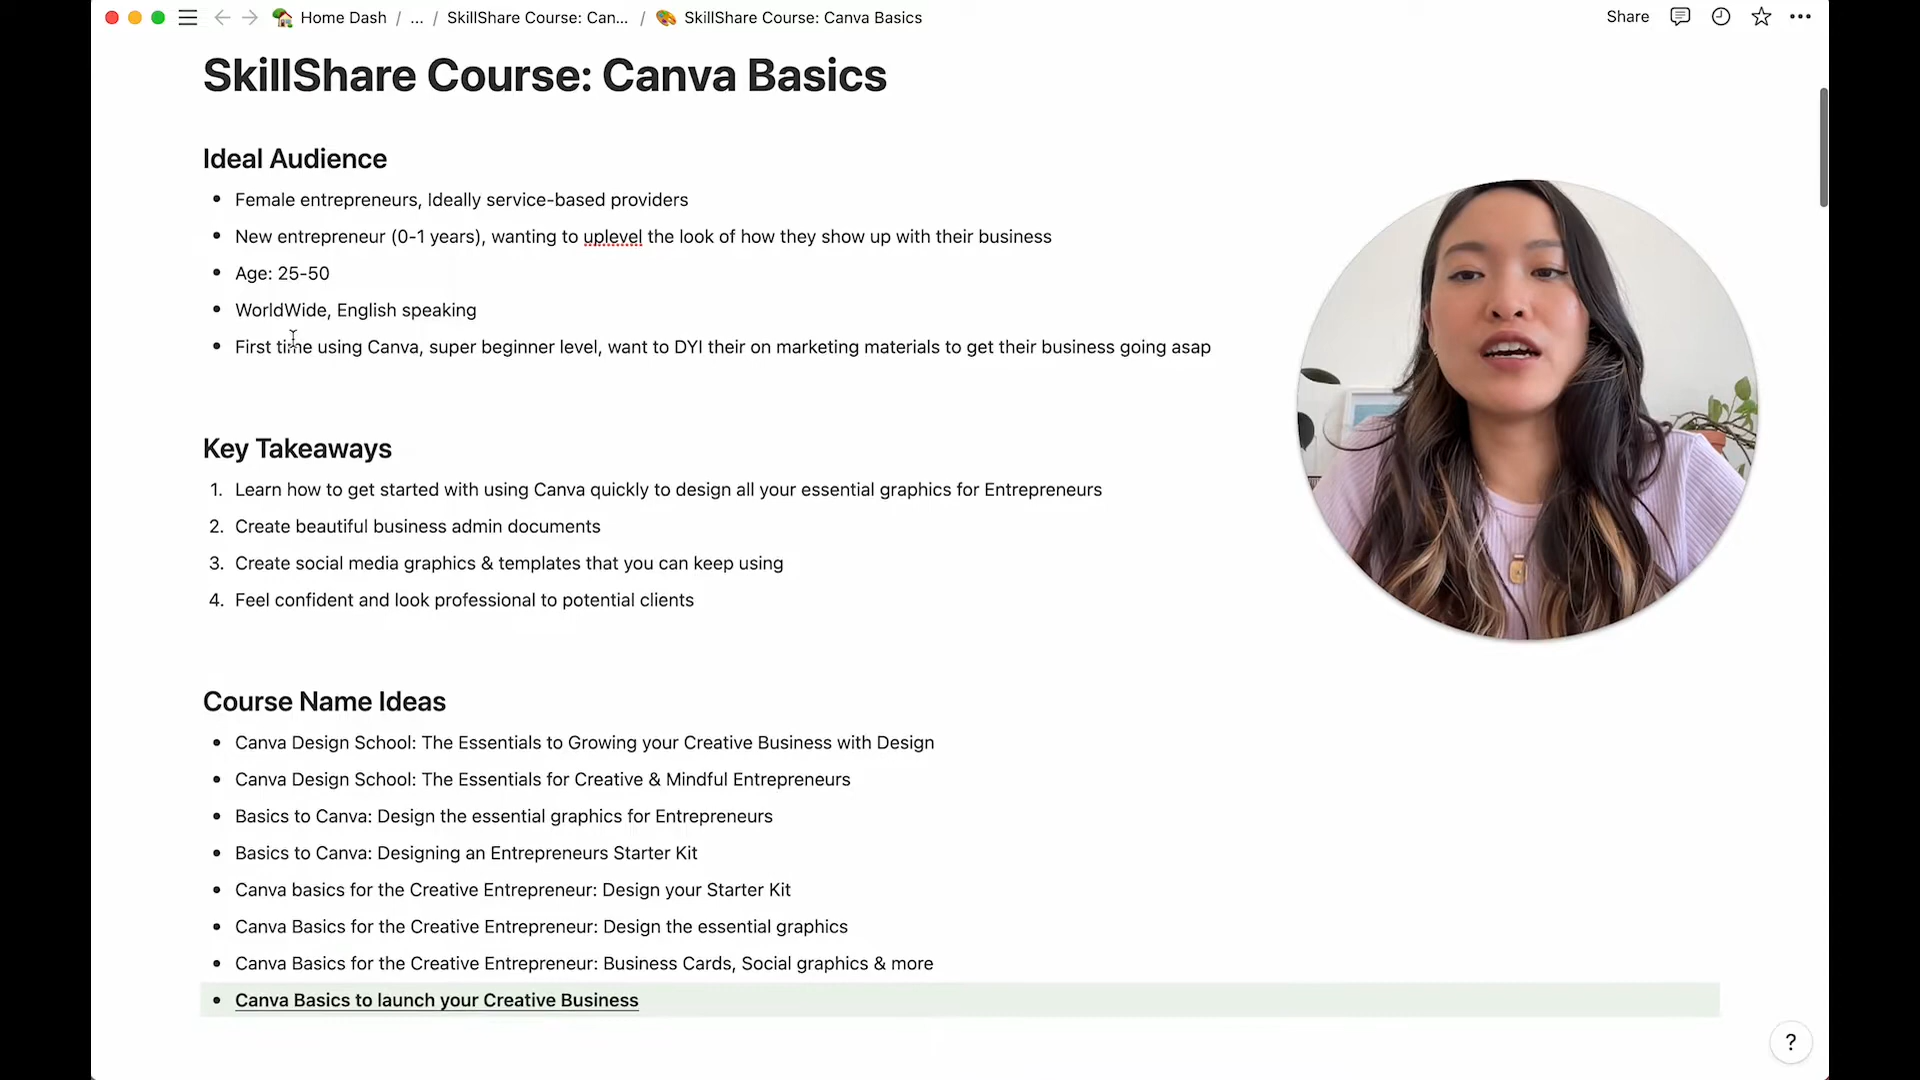 Home Dash / ... / SkillShare Course: Can... / SkillShare Course: Canva Basics
Share
SkillShare Course: Canva Basics
Ideal Audience
• Female entrepreneurs, Ideally service-based providers
• New entrepreneur (0-1 years), wanting to uplevel the look of how they show up with their business
• Age: 25-50
• WorldWide, English speaking
• First time using Canva, super beginner level, want to DYI their on marketing materials to get their business going asap
Key Takeaways
1. Learn how to get started with using Canva quickly to design all your essential graphics for Entrepreneurs
2. Create beautiful business admin documents
3. Create social media graphics & templates that you can keep using
4. Feel confident and look professional to potential clients
Course Name Ideas
• Canva Design School: The Essentials to Growing your Creative Business with Design
• Canva Design School: The Essentials for Creative & Mindful Entrepreneurs
• Basics to Canva: Design the essential graphics for Entrepreneurs
• Basics to Canva: Designing an Entrepreneurs Starter Kit
• Canva basics for the Creative Entrepreneur: Design your Starter Kit
• Canva Basics for the Creative Entrepreneur: Design the essential graphics
• Canva Basics for the Creative Entrepreneur: Business Cards, Social graphics & more
• Canva Basics to launch your Creative Business
?